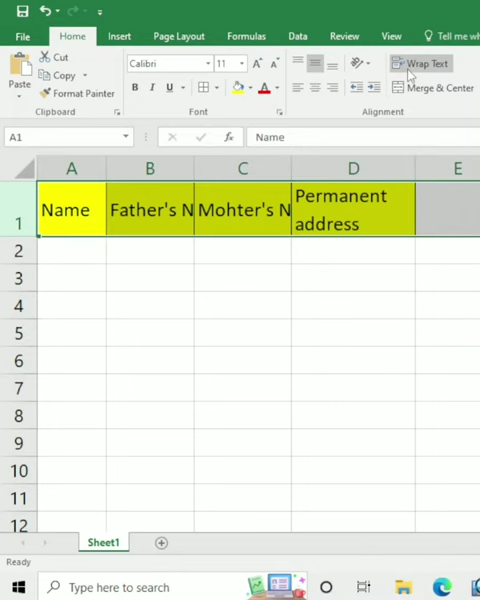 File Home Insert Page Layout Formulas Data Review View Tell me wh
Paste
Cut
Copy
Format Painter
Clipboard
Calibri 11 A A
B I U A
Font
Wrap Text
Merge & Center
Alignment
A1 fx Name
A B C D E
1 Name Father's N Mohter's N Permanent
address
2
3
4
5
6
7
8
9
10
11
12
Sheet1
Ready
Type here to search